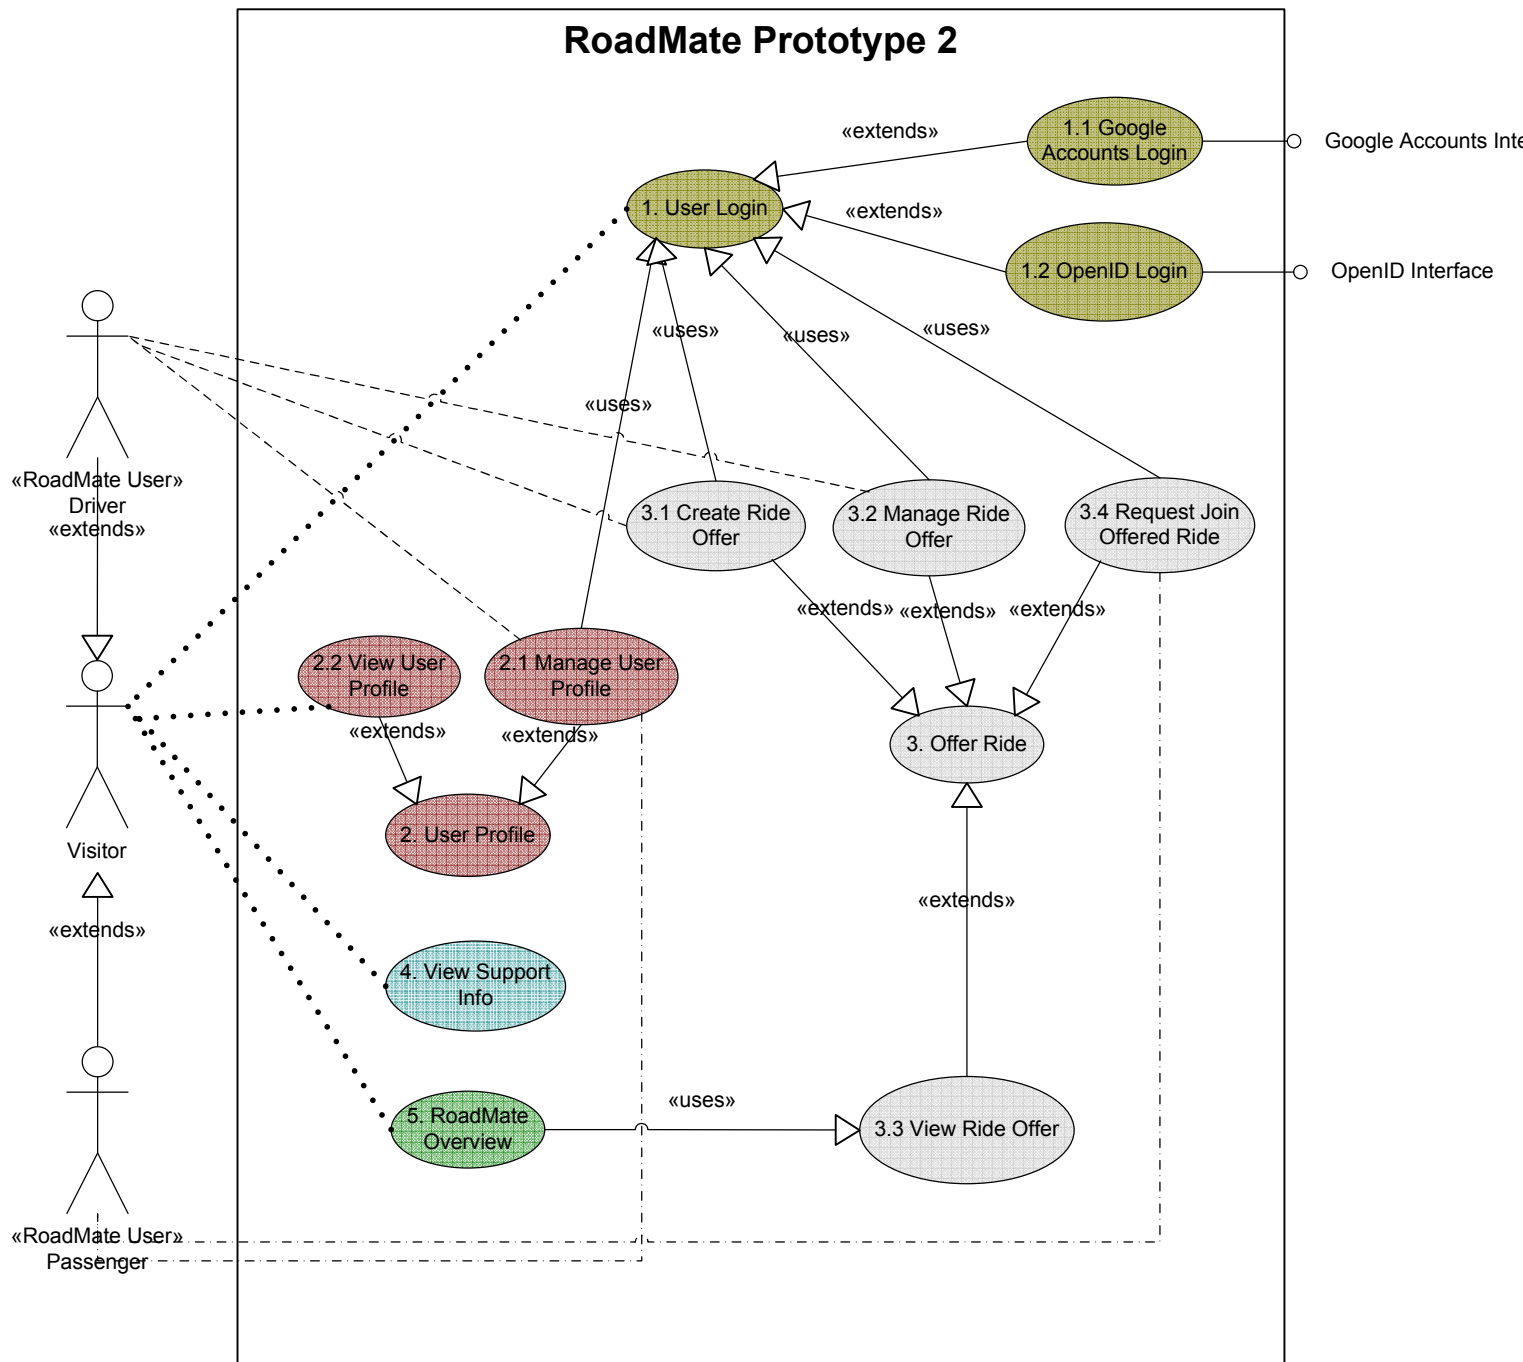 RoadMate Prototype 2
«extends»
1.1 Google
Accounts Login
Google Accounts Inte
1. User Login
«extends»
1.2 OpenID Login
OpenID Interface
«uses»
«uses»
«uses»
«uses»
«RoadMate User»
Driver
«extends»
3.1 Create Ride
Offer
3.2 Manage Ride
Offer
3.4 Request Join
Offered Ride
«extends»
«extends»
«extends»
2.2 View User
Profile
2.1 Manage User
Profile
«extends»
«extends»
3. Offer Ride
2. User Profile
Visitor
«extends»
«extends»
4. View Support
Info
5. RoadMate
Overview
«uses»
3.3 View Ride Offer
«RoadMate User»
Passenger